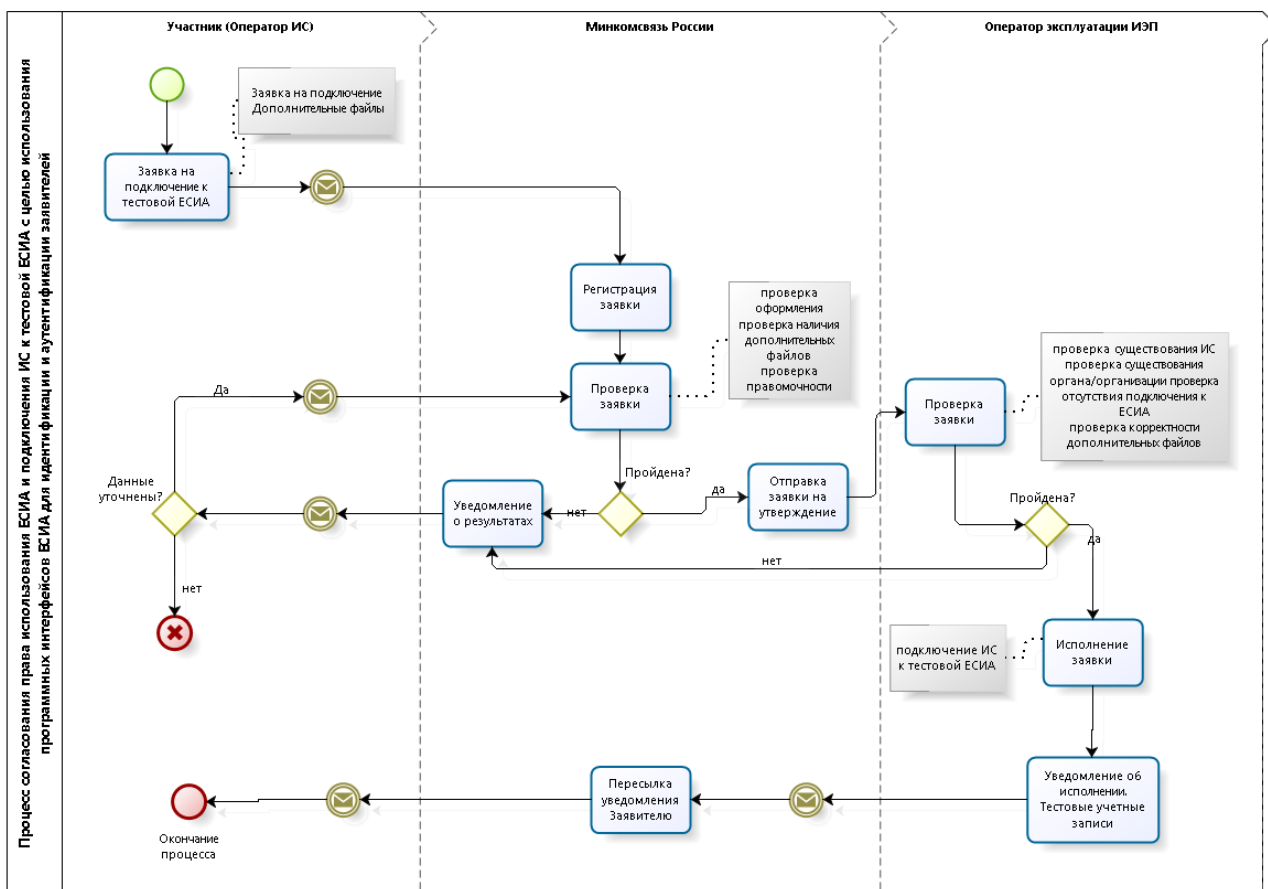 Процесс согласования права использования ЕСИА и подключения ИС к тестовой ЕСИА с целью использования
программных интерфейсов ЕСИА для идентификации и аутентификации заявителей
Участник (Оператор ИС)
Минкомсвязь России
Оператор эксплуатации ИЭП
Заявка на подключение
Дополнительные файлы
Заявка на
подключение к
тестовой ЕСИА
Регистрация
заявки
проверка
оформления
проверка наличия
дополнительных
файлов
проверка
правомочности
проверка существования ИС
проверка существования
органа/организации проверка
отсутствия подключения к
ЕСИА
проверка корректности
дополнительных файлов
Да
Проверка
заявки
Проверка
заявки
Данные
уточнены?
Пройдена?
Уведомление
о результатах
нет
да
Отправка
заявки на
утверждение
Пройдена?
да
нет
нет
подключение ИС
к тестовой ЕСИА
Исполнение
заявки
Пересылка
уведомления
Заявителю
Уведомление об
исполнении.
Тестовые учетные
записи
Окончание
процесса